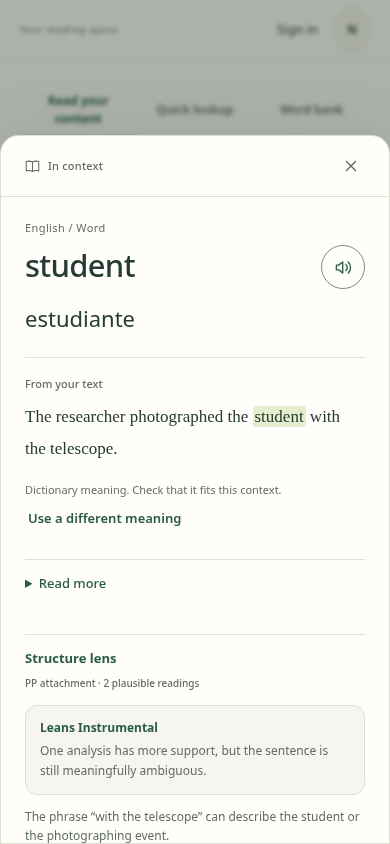 Your reading space
Sign in
N
Read your
content
Quick lookup
Word bank
In context
English / Word
student
estudiante
From your text
The researcher photographed the student with
the telescope.
Dictionary meaning. Check that it fits this context.
Use a different meaning
Read more
Structure lens
PP attachment · 2 plausible readings
Leans Instrumental
One analysis has more support, but the sentence is
still meaningfully ambiguous.
The phrase “with the telescope” can describe the student or
the photographing event.